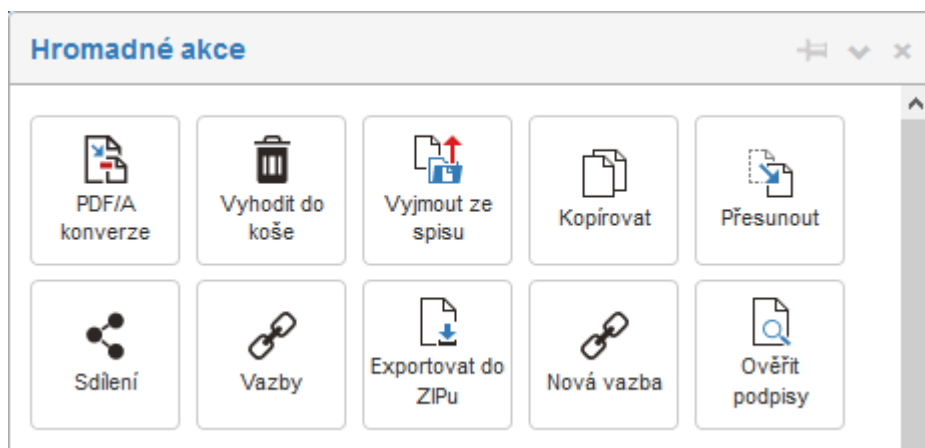 Hromadné akce
PDF/A
konverze
Vyhodit do
koše
Vyjmout ze
spisu
Kopírovat
Přesunout
Sdílení
Vazby
Exportovat do
ZIPu
Nová vazba
Ověřit
podpisy